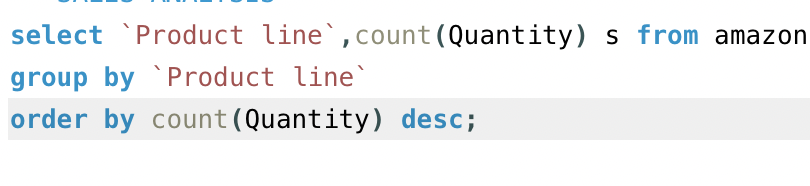 select `Product line`,count(Quantity) s from amazon
group by `Product line`
order by count(Quantity) desc;